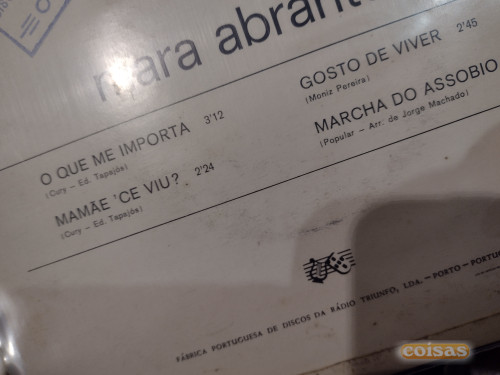 mara abrant
O QUE ME IMPORTA 3'12
(Cury – Ed. Tapajós)
MAMÃE 'CE VIU? 2'24
(Cury – Ed. Tapajós)
GOSTO DE VIVER 2'45
(Moniz Pereira)
MARCHA DO ASSOBIO
(Popular – Arr. de Jorge Machado)
FÁBRICA PORTUGUESA DE DISCOS DA RÁDIO TRIUNFO, LDA. – PORTO – PORTUG
coisas